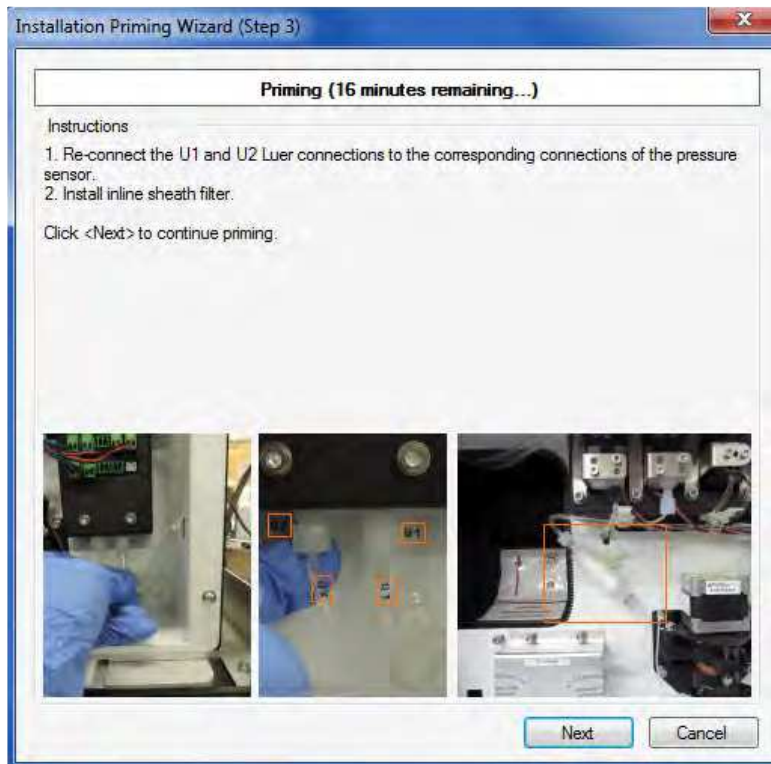 Installation Priming Wizard (Step 3)
Priming (16 minutes remaining...)
Instructions
1. Re-connect the U1 and U2 Luer connections to the corresponding connections of the pressure
sensor.
2. Install inline sheath filter.
Click <Next> to continue priming.
U2
U1
Next
Cancel